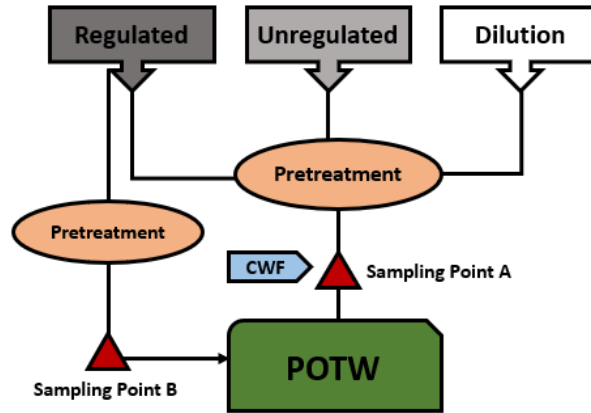 Regulated
Unregulated
Dilution
Pretreatment
Pretreatment
CWF
Sampling Point A
POTW
Sampling Point B